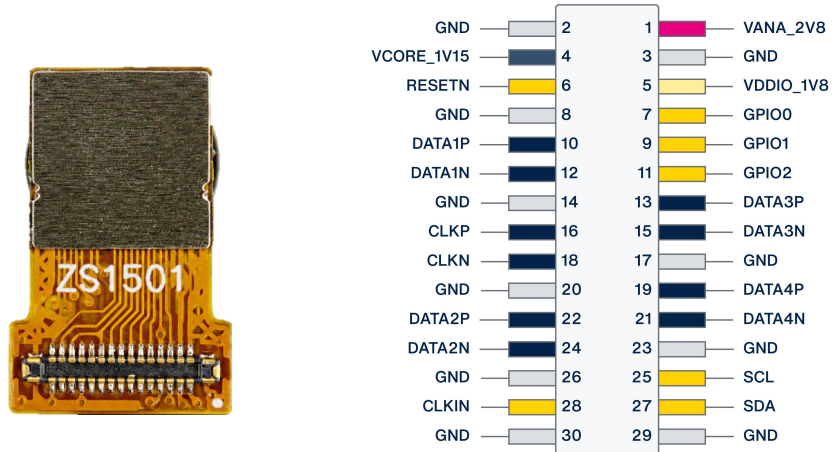 GND 2 1 VANA_2V8
VCORE_1V15 4 3 GND
RESETN 6 5 VDDIO_1V8
GND 8 7 GPIO0
DATA1P 10 9 GPIO1
DATA1N 12 11 GPIO2
GND 14 13 DATA3P
CLKP 16 15 DATA3N
CLKN 18 17 GND
GND 20 19 DATA4P
DATA2P 22 21 DATA4N
DATA2N 24 23 GND
GND 26 25 SCL
CLKIN 28 27 SDA
GND 30 29 GND
ZS1501